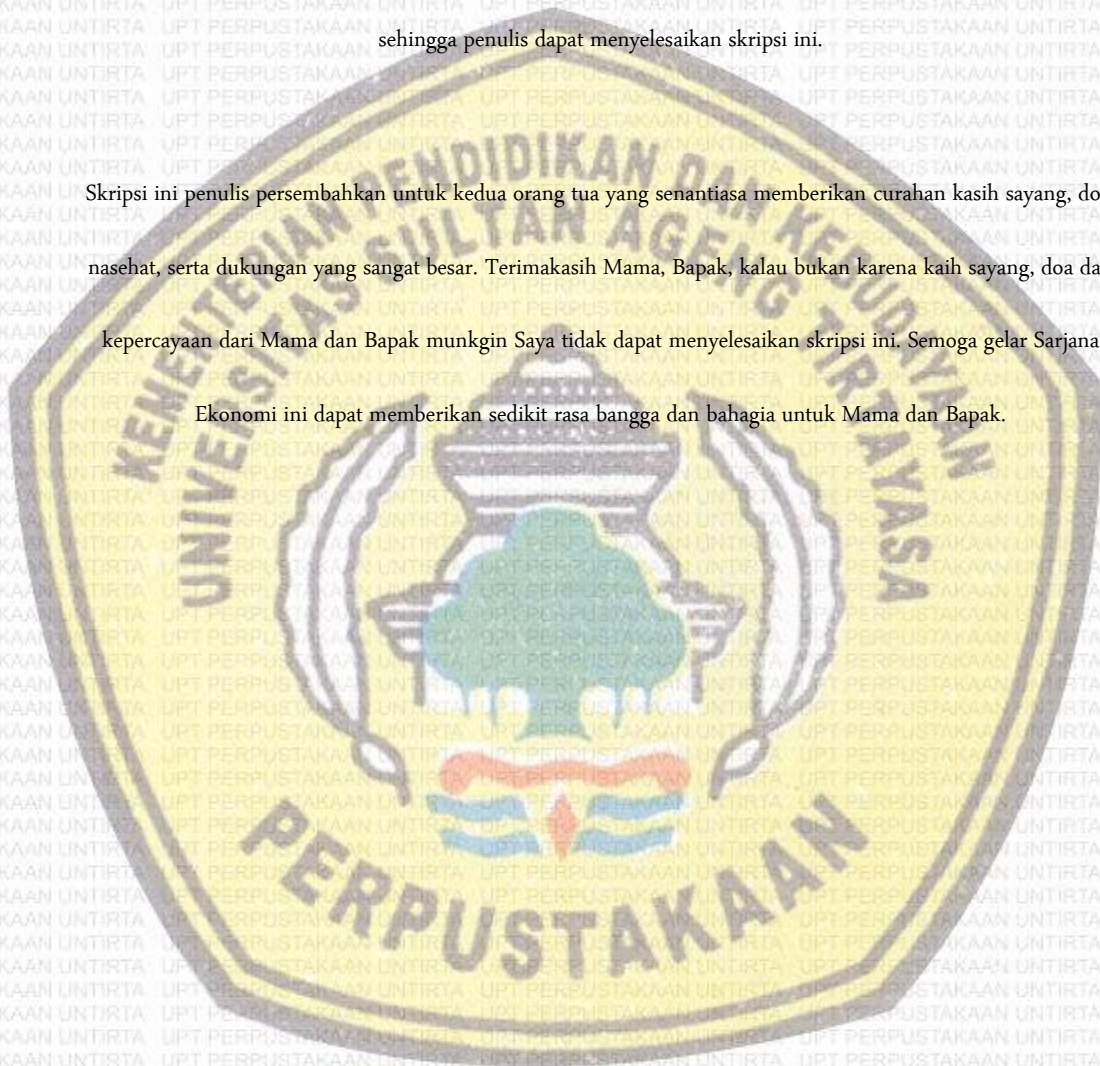 sehingga penulis dapat menyelesaikan skripsi ini.
Skripsi ini penulis persembahkan untuk kedua orang tua yang senantiasa memberikan curahan kasih sayang, do
nasehat, serta dukungan yang sangat besar. Terimakasih Mama, Bapak, kalau bukan karena kaih sayang, doa da
kepercayaan dari Mama dan Bapak munkgin Saya tidak dapat menyelesaikan skripsi ini. Semoga gelar Sarjana
Ekonomi ini dapat memberikan sedikit rasa bangga dan bahagia untuk Mama dan Bapak.
KEMENTERIAN PENDIDIKAN DAN KEBUDAYAAN
UNIVERSITAS SULTAN AGENG TIRTAYASA
PERPUSTAKAAN
UPT PERPUSTAKAAN UNTIRTA